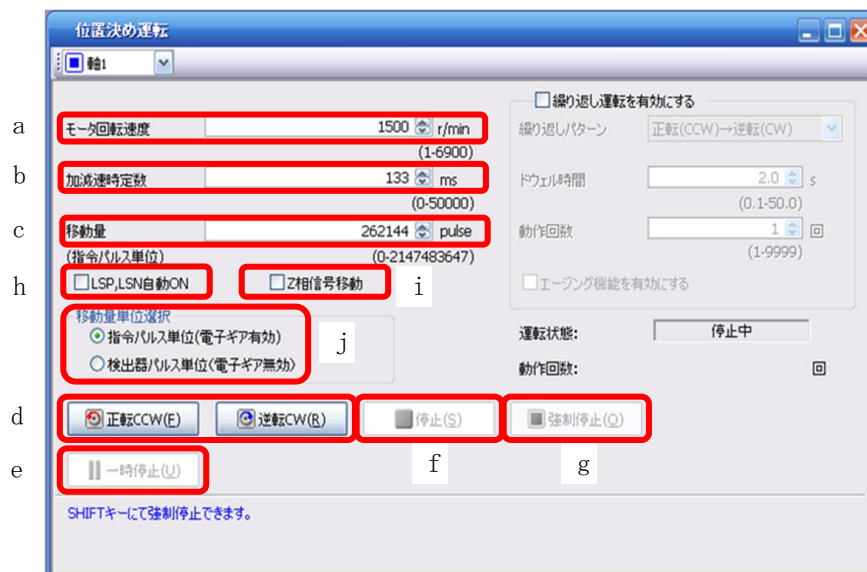 位置決め運転
軸1
a
モータ回転速度 1500 r/min
(1-6900)
b
加減速時定数 133 ms
(0-50000)
c
移動量 262144 pulse
(指令パルス単位) (0-2147483647)
h
LSP,LSN自動ON
Z相信号移動
i
移動量単位選択
指令パルス単位(電子ギア有効)
検出器パルス単位(電子ギア無効)
j
繰り返し運転を有効にする
繰り返しパターン 正転(CCW)→逆転(CW)
ドウェル時間 2.0 s
(0.1-50.0)
動作回数 1 回
(1-9999)
エージング機能を有効にする
運転状態: 停止中
動作回数: 回
d
正転CCW(F)
逆転CW(R)
停止(S)
強制停止(O)
e
一時停止(U)
f
g
SHIFTキーにて強制停止できます。